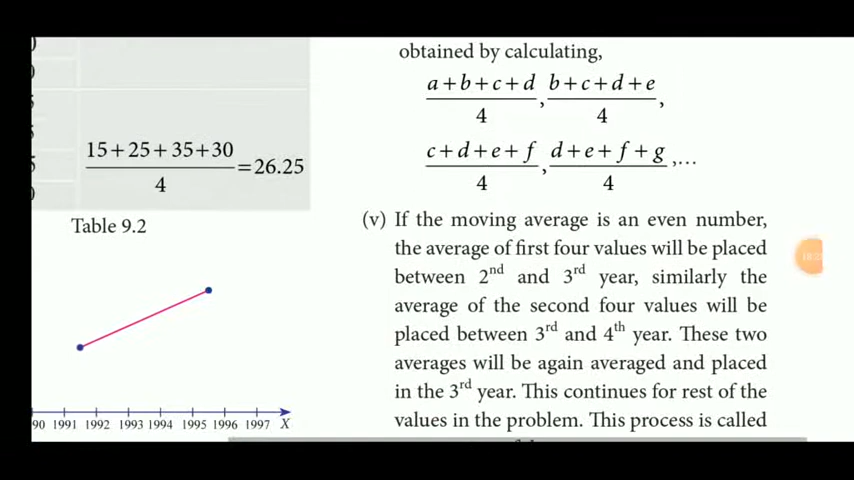 15+25+35+30
4
=26.25
Table 9.2
90 1991 1992 1993 1994 1995 1996 1997 X
obtained by calculating,
a+b+c+d/4, b+c+d+e/4,
c+d+e+f/4, d+e+f+g/4,...
(v) If the moving average is an even number,
the average of first four values will be placed
between 2nd and 3rd year, similarly the
average of the second four values will be
placed between 3rd and 4th year. These two
averages will be again averaged and placed
in the 3rd year. This continues for rest of the
values in the problem. This process is called